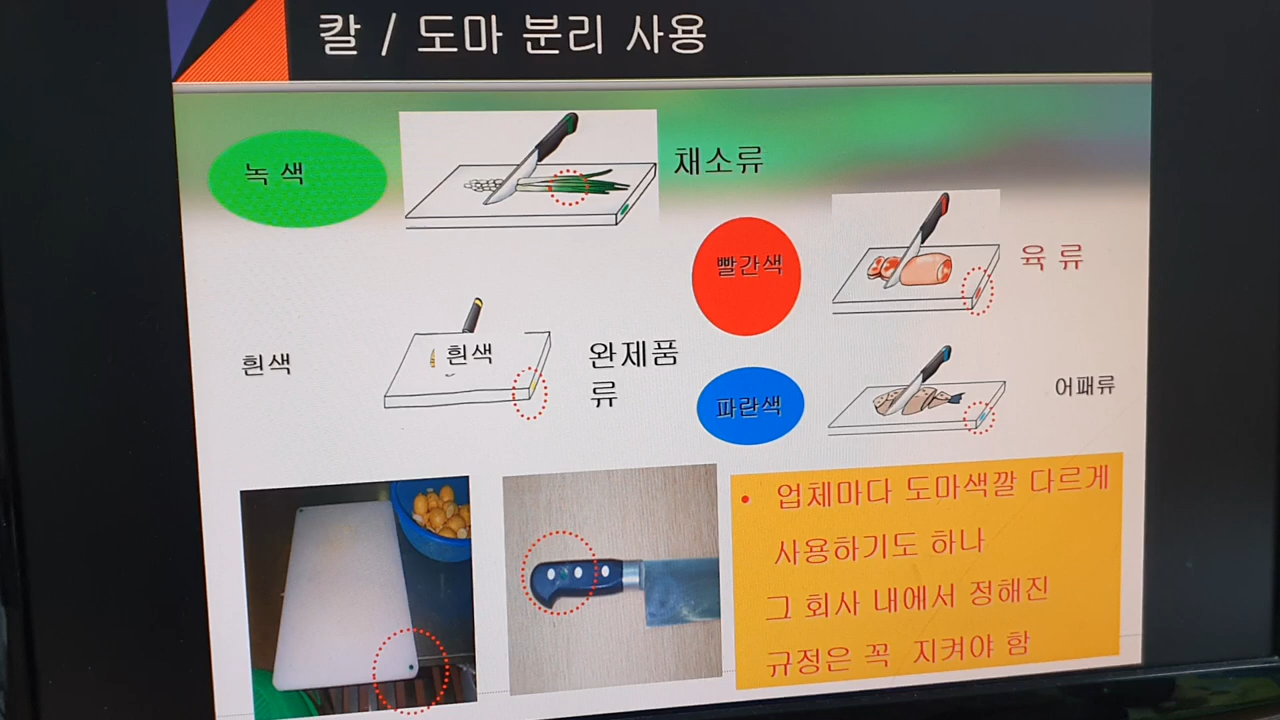 칼 / 도마 분리 사용
녹 색
채소류
빨간색
육 류
흰색
흰색
완제품
류
파란색
어패류
• 업체마다 도마색깔 다르게
사용하기도 하나
그 회사 내에서 정해진
규정은 꼭 지켜야 함